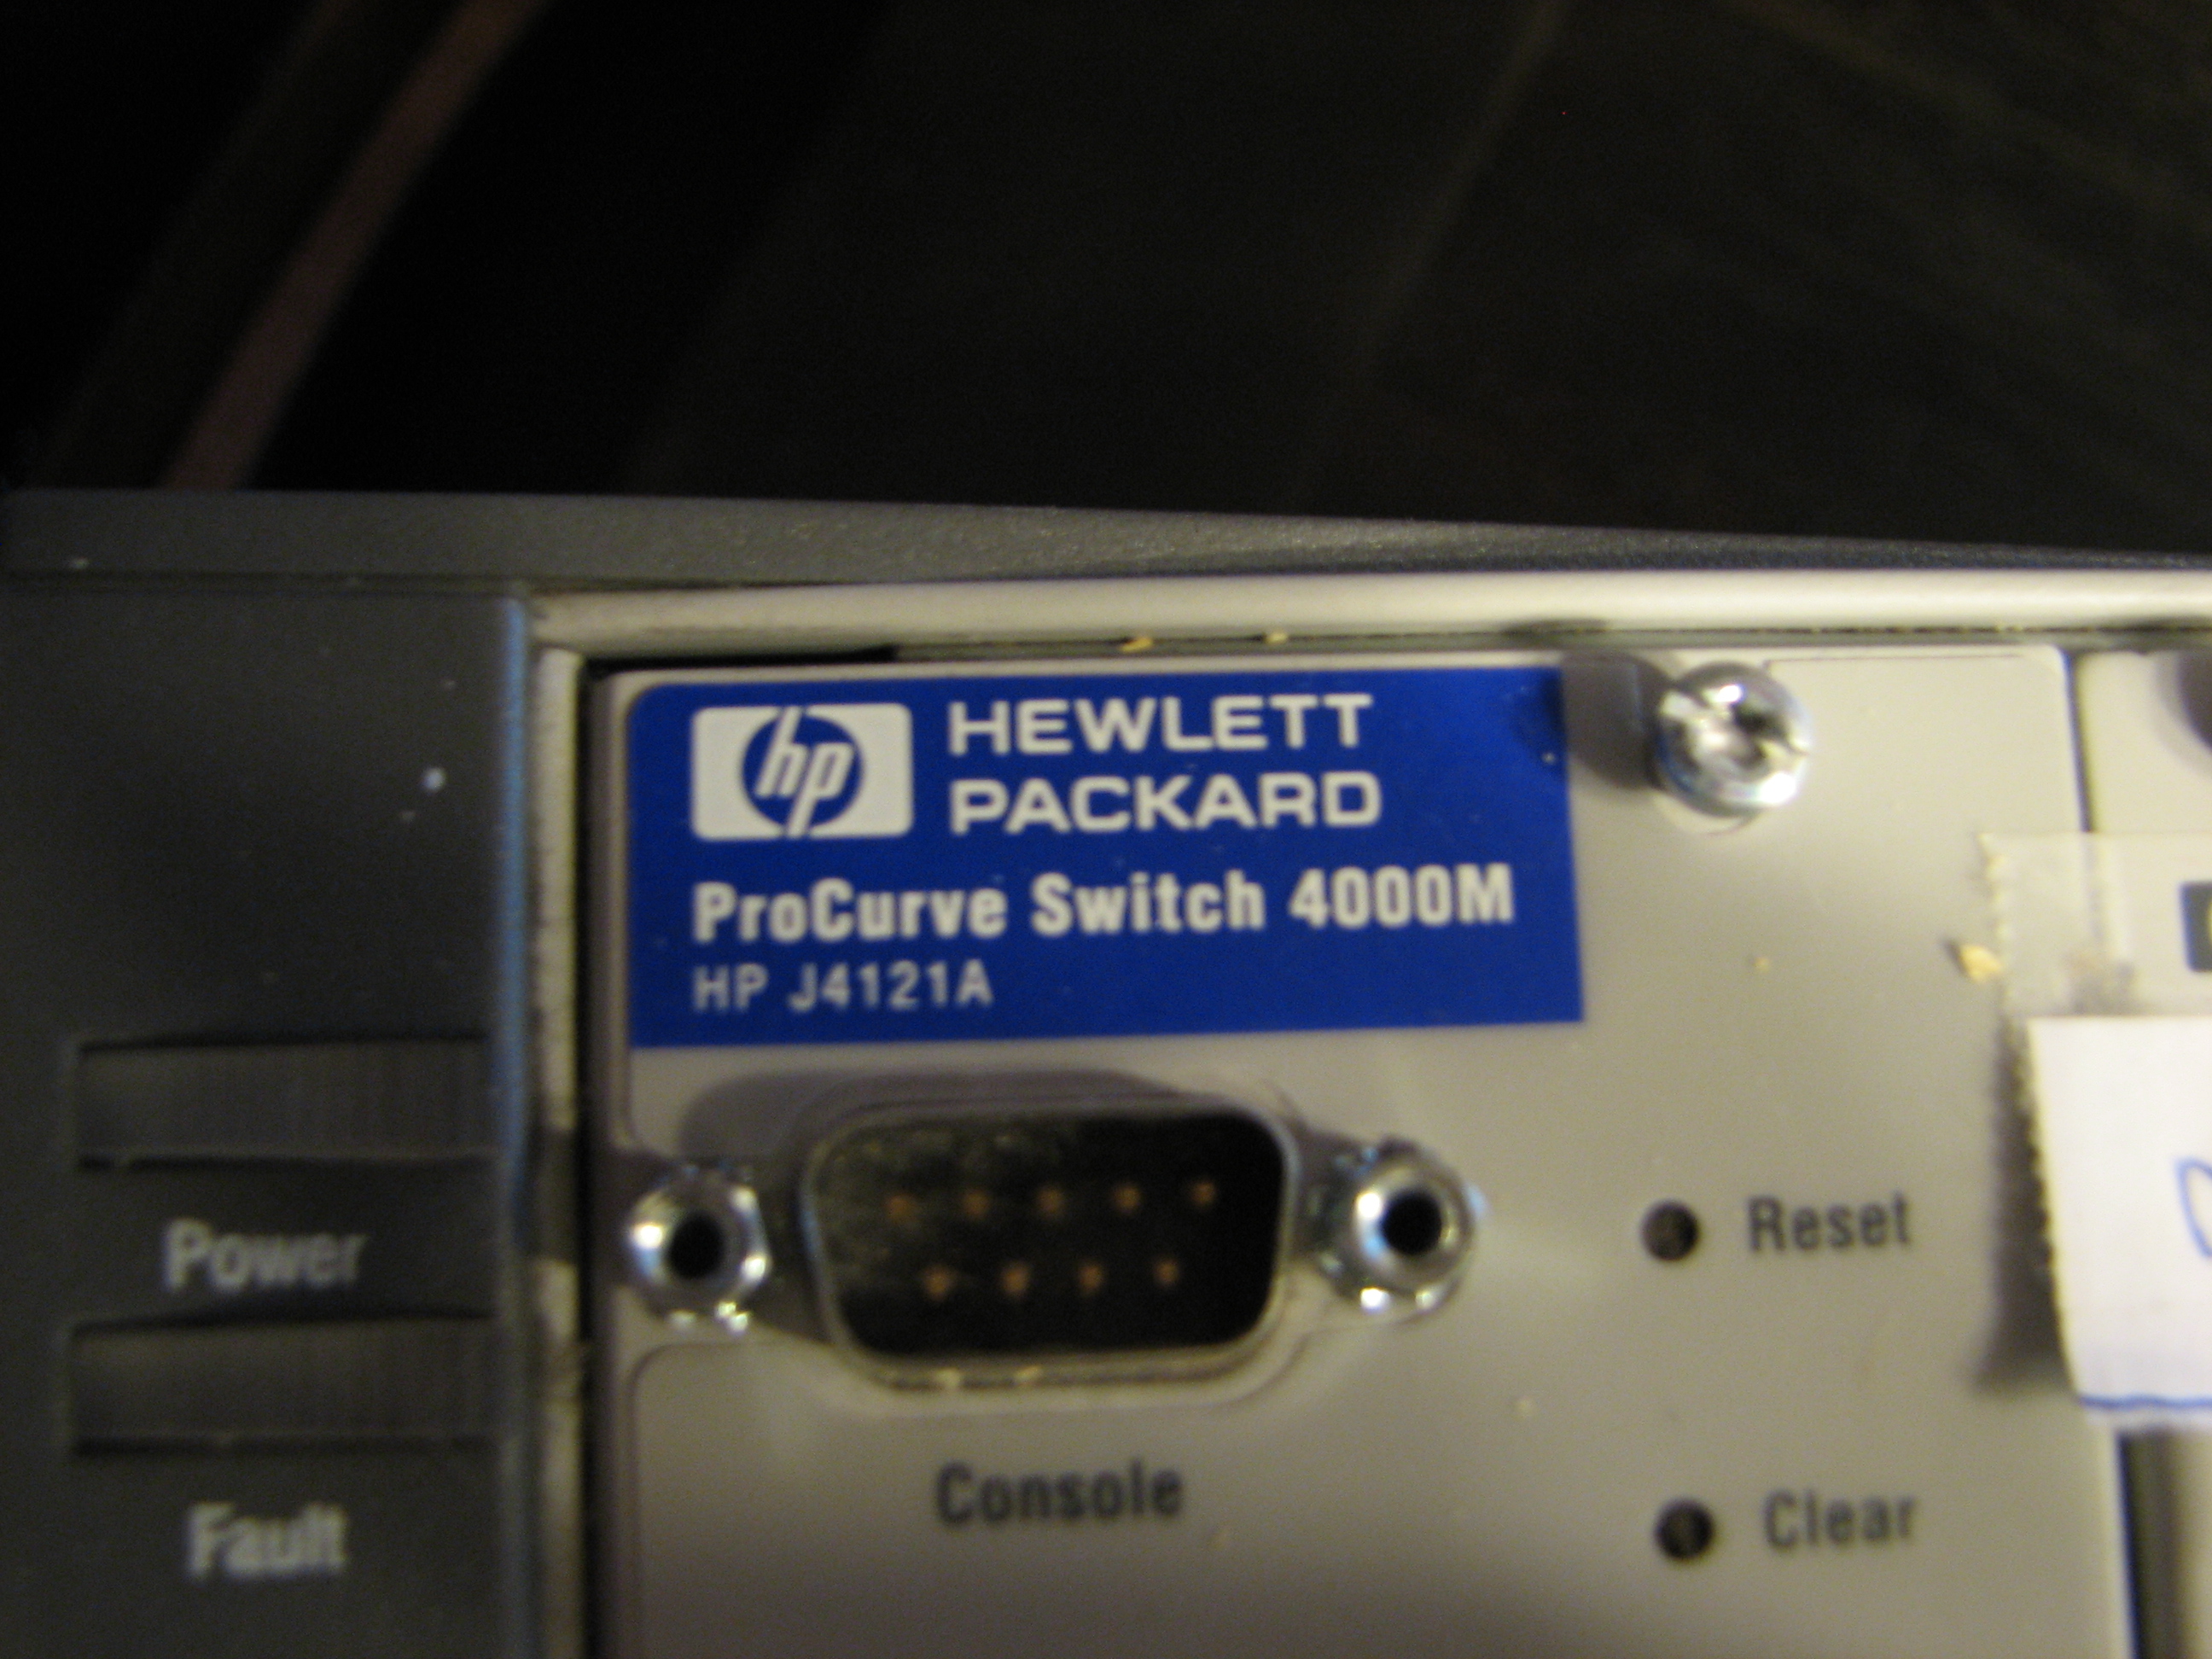 hp HEWLETT
PACKARD
ProCurve Switch 4000M
HP J4121A
Power
Fault
Console
Reset
Clear